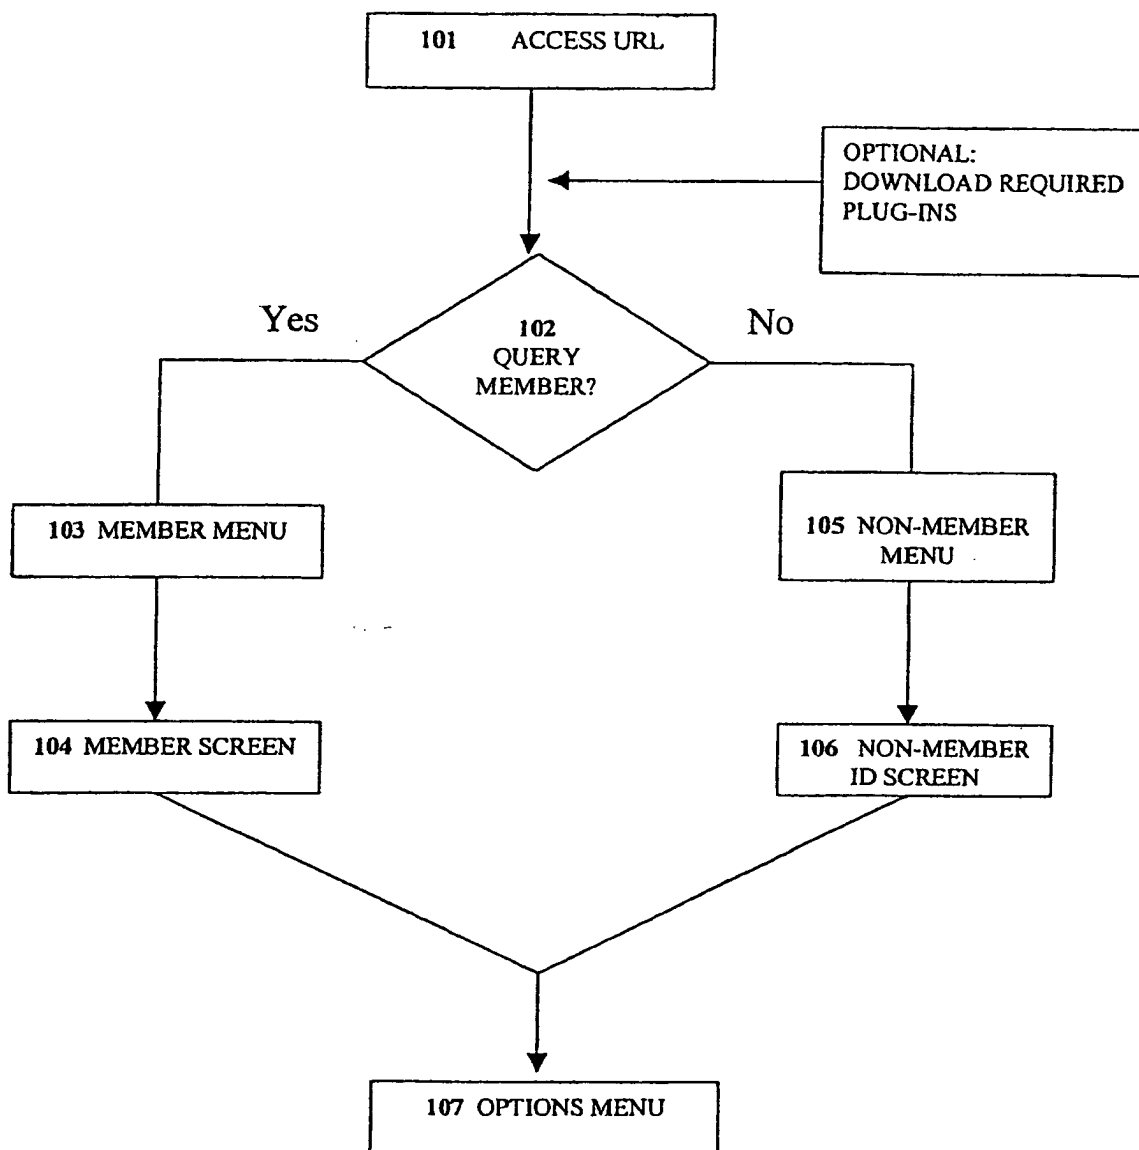 101 ACCESS URL
OPTIONAL:
DOWNLOAD REQUIRED
PLUG-INS
Yes
No
102
QUERY
MEMBER?
103 MEMBER MENU
105 NON-MEMBER
MENU
104 MEMBER SCREEN
106 NON-MEMBER
ID SCREEN
107 OPTIONS MENU